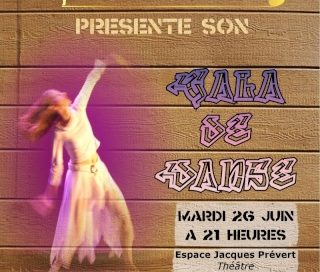 PRESENTE SON
GALA
DE
DANSE
MARDI 26 JUIN
A 21 HEURES
Espace Jacques Prévert
Théâtre